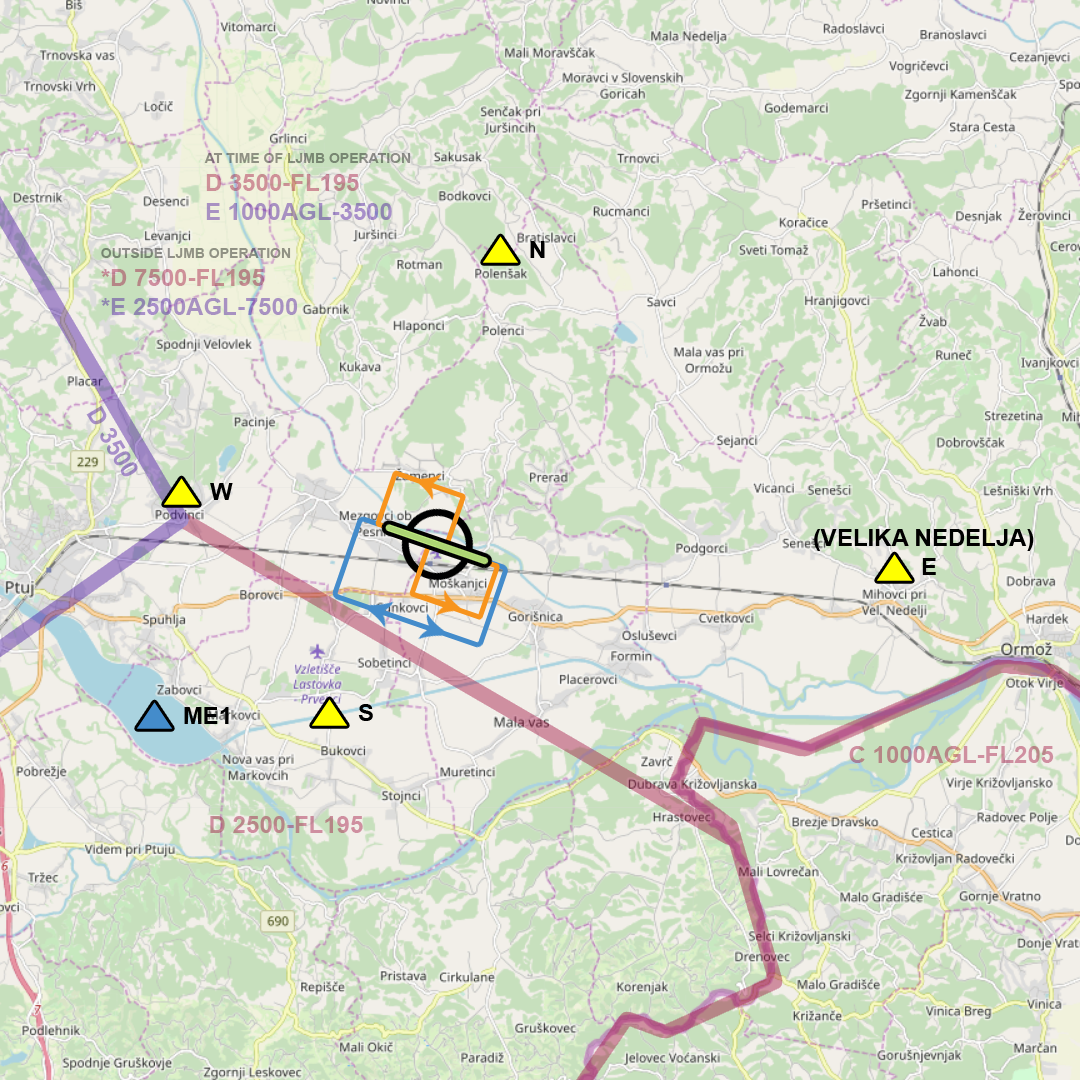 Biš
Novinci
Vitomarci
Mala Nedelja
Radoslavci
Branoslavci
Trnovska vas
Mali Moravščak
Cezanjevci
Vogričevci
Trnovski Vrh
Moravci v Slovenskih
Goricah
Zgornji Kamenščak
Ločič
Senčak pri
Juršincih
Godemarci
Stara Cesta
Grlinci
AT TIME OF LJMB OPERATION
Sakusak
Trnovci
D 3500-FL195
Destrnik
Desenci
Bodkovci
E 1000AGL-3500
Rucmanci
Pršetinci
Desnjak
Žerovinci
Koračice
Levanjci
Juršinci
Bratislavci
N
Sveti Tomaž
OUTSIDE LJMB OPERATION
Rotman
Polenšak
Lahonci
*D 7500-FL195
*E 2500AGL-7500
Gabrnik
Savci
Hranjigovci
Hlaponci
Polenci
Žvab
Spodnji Velovlek
Kukava
Mala vas pri
Ormožu
Runeč
Ivanjkovci
Placar
D 3500
Pacinje
Strezetina
Sejanci
Dobrovščak
229
Žamenci
Prerad
Vicanci
Senešci
Lešniški Vrh
W
Podvinci
Mezgovci ob
Pesni
Podgorci
(VELIKA NEDELJA)
E
Ptuj
Moškanjci
Mihovci pri
Vel. Nedelji
Dobrava
Borovci
Gorišnica
Cvetkovci
Hardek
Spuhlja
Osluševci
Ormož
Vzletišče
Lastovka
Sobetinci
Formin
Placerovci
Otok Virje
Zabovci
ME1
S
Mala vas
Bukovci
C 1000AGL-FL205
Pobrežje
Nova vas pri
Markovcih
Muretinci
Zavrč
Dubrava Križovljanska
Virje Križovljansko
Stojnci
Hrastovec
Brezje Dravsko
Radovec Polje
D 2500-FL195
Cestica
Videm pri Ptuju
Križovljan Radovečki
Tržec
Mali Lovrečan
Malo Gradišće
Gornje Vratno
690
Selci Križovljanski
Drenovec
Pristava
Cirkulane
Repišče
Korenjak
Malo Gradišće
Vinica
Križanče
Vinica Breg
Podlehnik
Gruškovec
Mali Okič
Paradiž
Jelovec Voćanski
Gorušnjevnjak
Marčan
Spodnje Gruškovje
Zgornji Leskovec